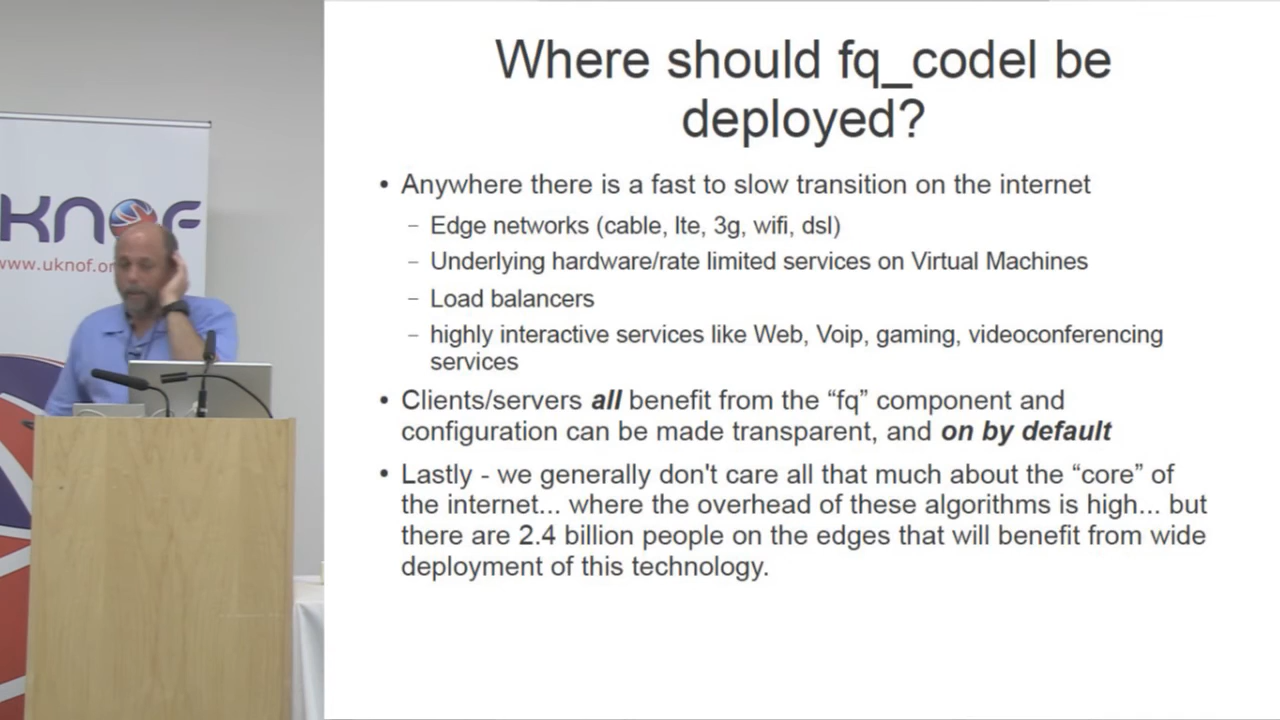 Where should fq_codel be
deployed?
• Anywhere there is a fast to slow transition on the internet
– Edge networks (cable, lte, 3g, wifi, dsl)
– Underlying hardware/rate limited services on Virtual Machines
– Load balancers
– highly interactive services like Web, Voip, gaming, videoconferencing
services
• Clients/servers all benefit from the “fq” component and
configuration can be made transparent, and on by default
• Lastly - we generally don't care all that much about the “core” of
the internet... where the overhead of these algorithms is high... but
there are 2.4 billion people on the edges that will benefit from wide
deployment of this technology.
KNOF
www.uknof.or